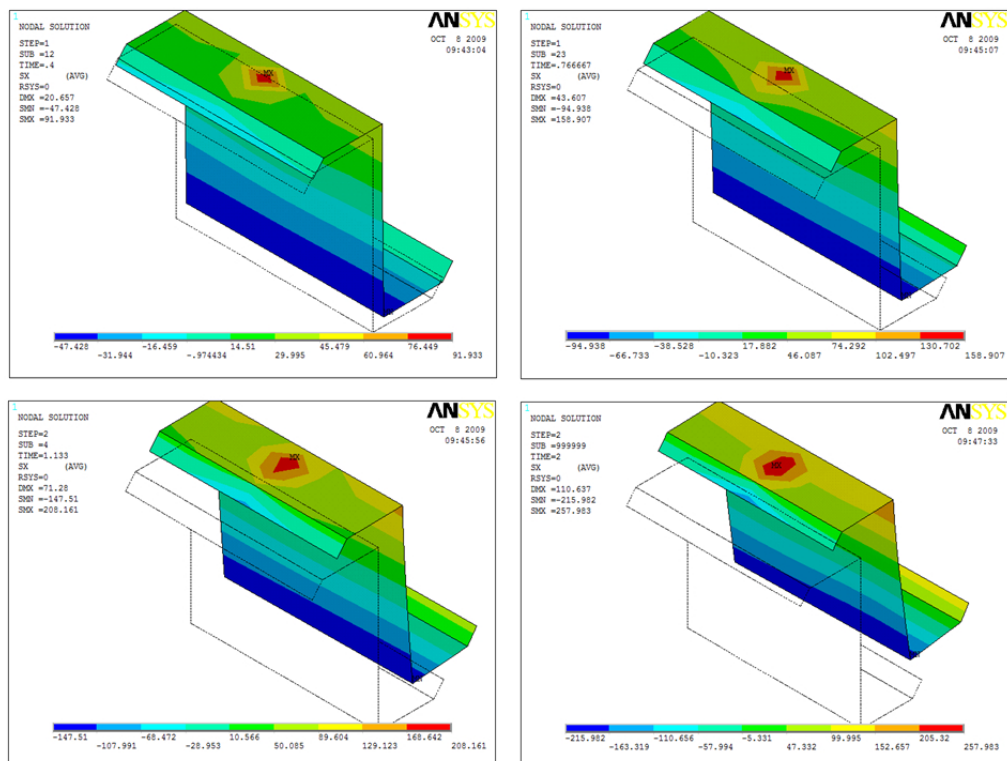 1
NODAL SOLUTION
STEP=1
SUB =12
TIME=.4
SX (AVG)
RSYS=0
DMX =20.657
SMN =-47.428
SMX =91.933
ANSYS
OCT 8 2009
09:43:04
MX
-47.428 -31.944 -16.459 -.974434 14.51 29.995 45.479 60.964 76.449 91.933
1
NODAL SOLUTION
STEP=1
SUB =23
TIME=.766667
SX (AVG)
RSYS=0
DMX =43.607
SMN =-94.938
SMX =158.907
ANSYS
OCT 8 2009
09:45:07
MX
-94.938 -66.733 -38.528 -10.323 17.882 46.087 74.292 102.497 130.702 158.907
1
NODAL SOLUTION
STEP=2
SUB =4
TIME=1.133
SX (AVG)
RSYS=0
DMX =71.28
SMN =-147.51
SMX =208.161
ANSYS
OCT 8 2009
09:45:56
MX
-147.51 -107.991 -68.472 -28.953 10.566 50.085 89.604 129.123 168.642 208.161
1
NODAL SOLUTION
STEP=2
SUB =999999
TIME=2
SX (AVG)
RSYS=0
DMX =110.637
SMN =-215.982
SMX =257.983
ANSYS
OCT 8 2009
09:47:33
MX
-215.982 -163.319 -110.656 -57.994 -5.331 47.332 99.995 152.657 205.32 257.983